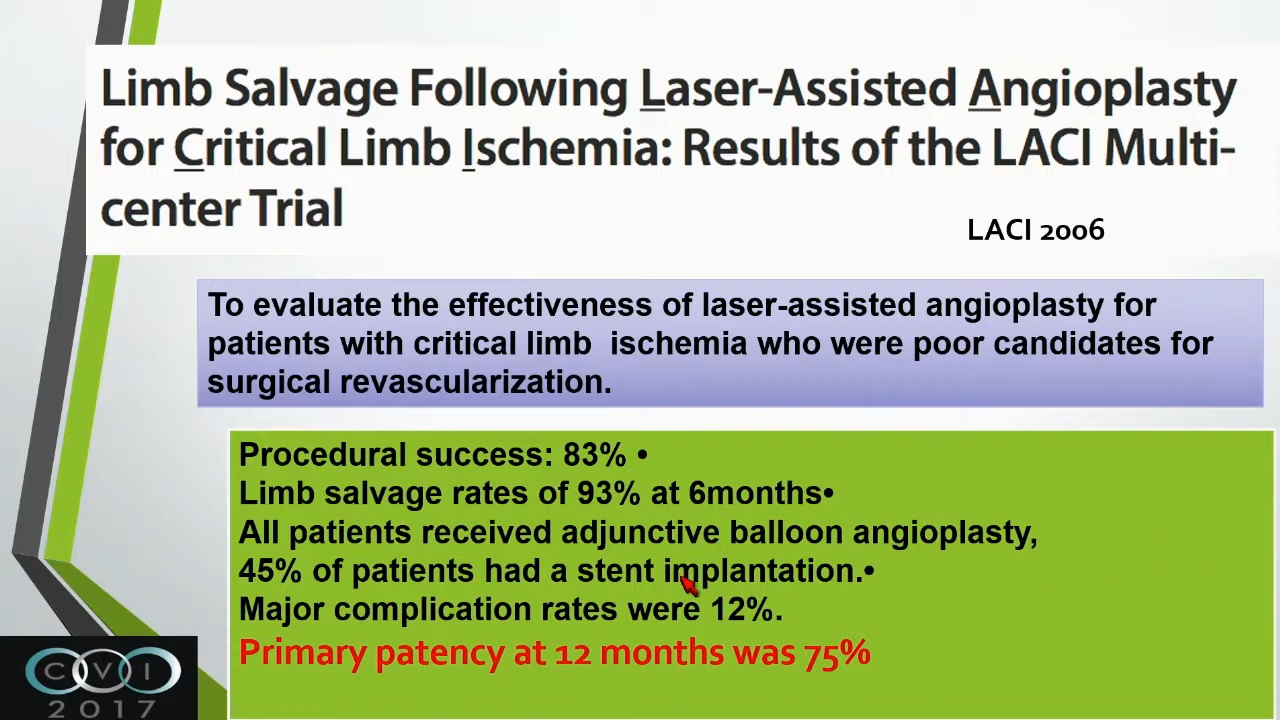 Limb Salvage Following Laser-Assisted Angioplasty
for Critical Limb Ischemia: Results of the LACI Multi-
center Trial
LACI 2006
To evaluate the effectiveness of laser-assisted angioplasty for
patients with critical limb ischemia who were poor candidates for
surgical revascularization.
Procedural success: 83% •
Limb salvage rates of 93% at 6months•
All patients received adjunctive balloon angioplasty,
45% of patients had a stent implantation.•
Major complication rates were 12%.
Primary patency at 12 months was 75%
CVI
2017